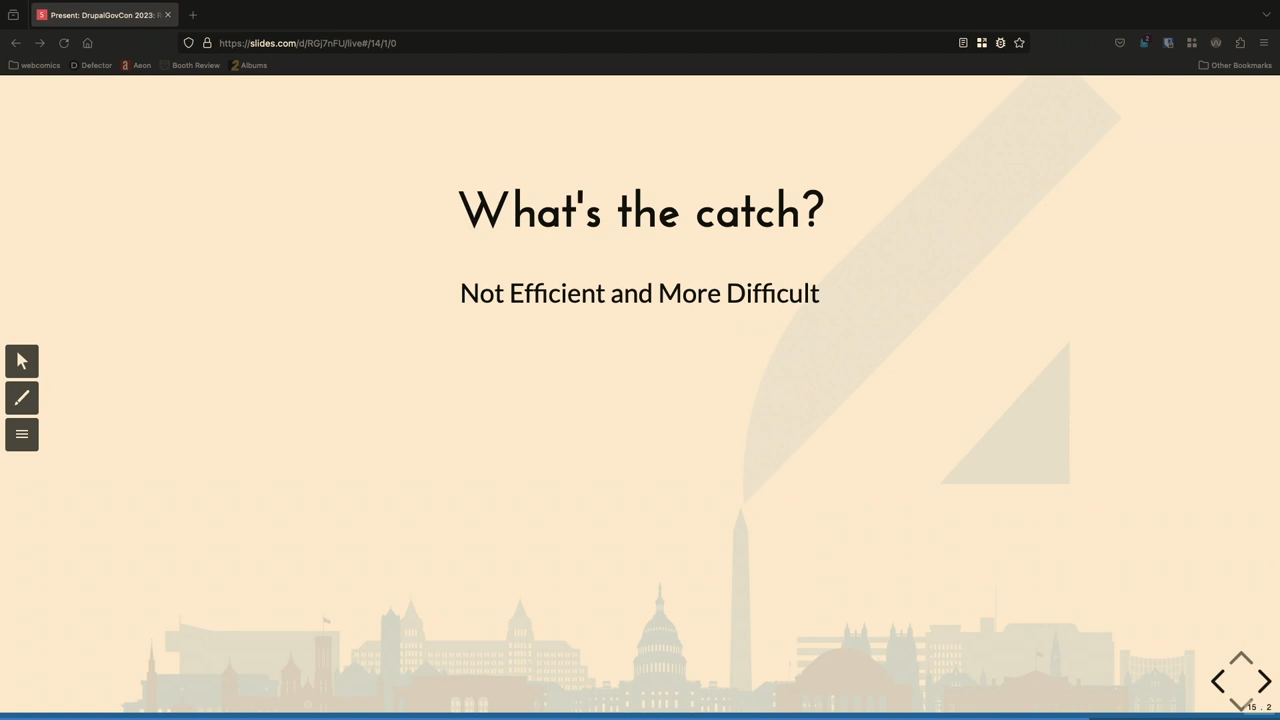 Present: DrupalGovCon 2023:
https://slides.com/d/RGj7nFU/live#/14/1/0
webcomics
Defector
Aeon
Booth Review
Albums
Other Bookmarks
What's the catch?
Not Efficient and More Difficult
15 . 2